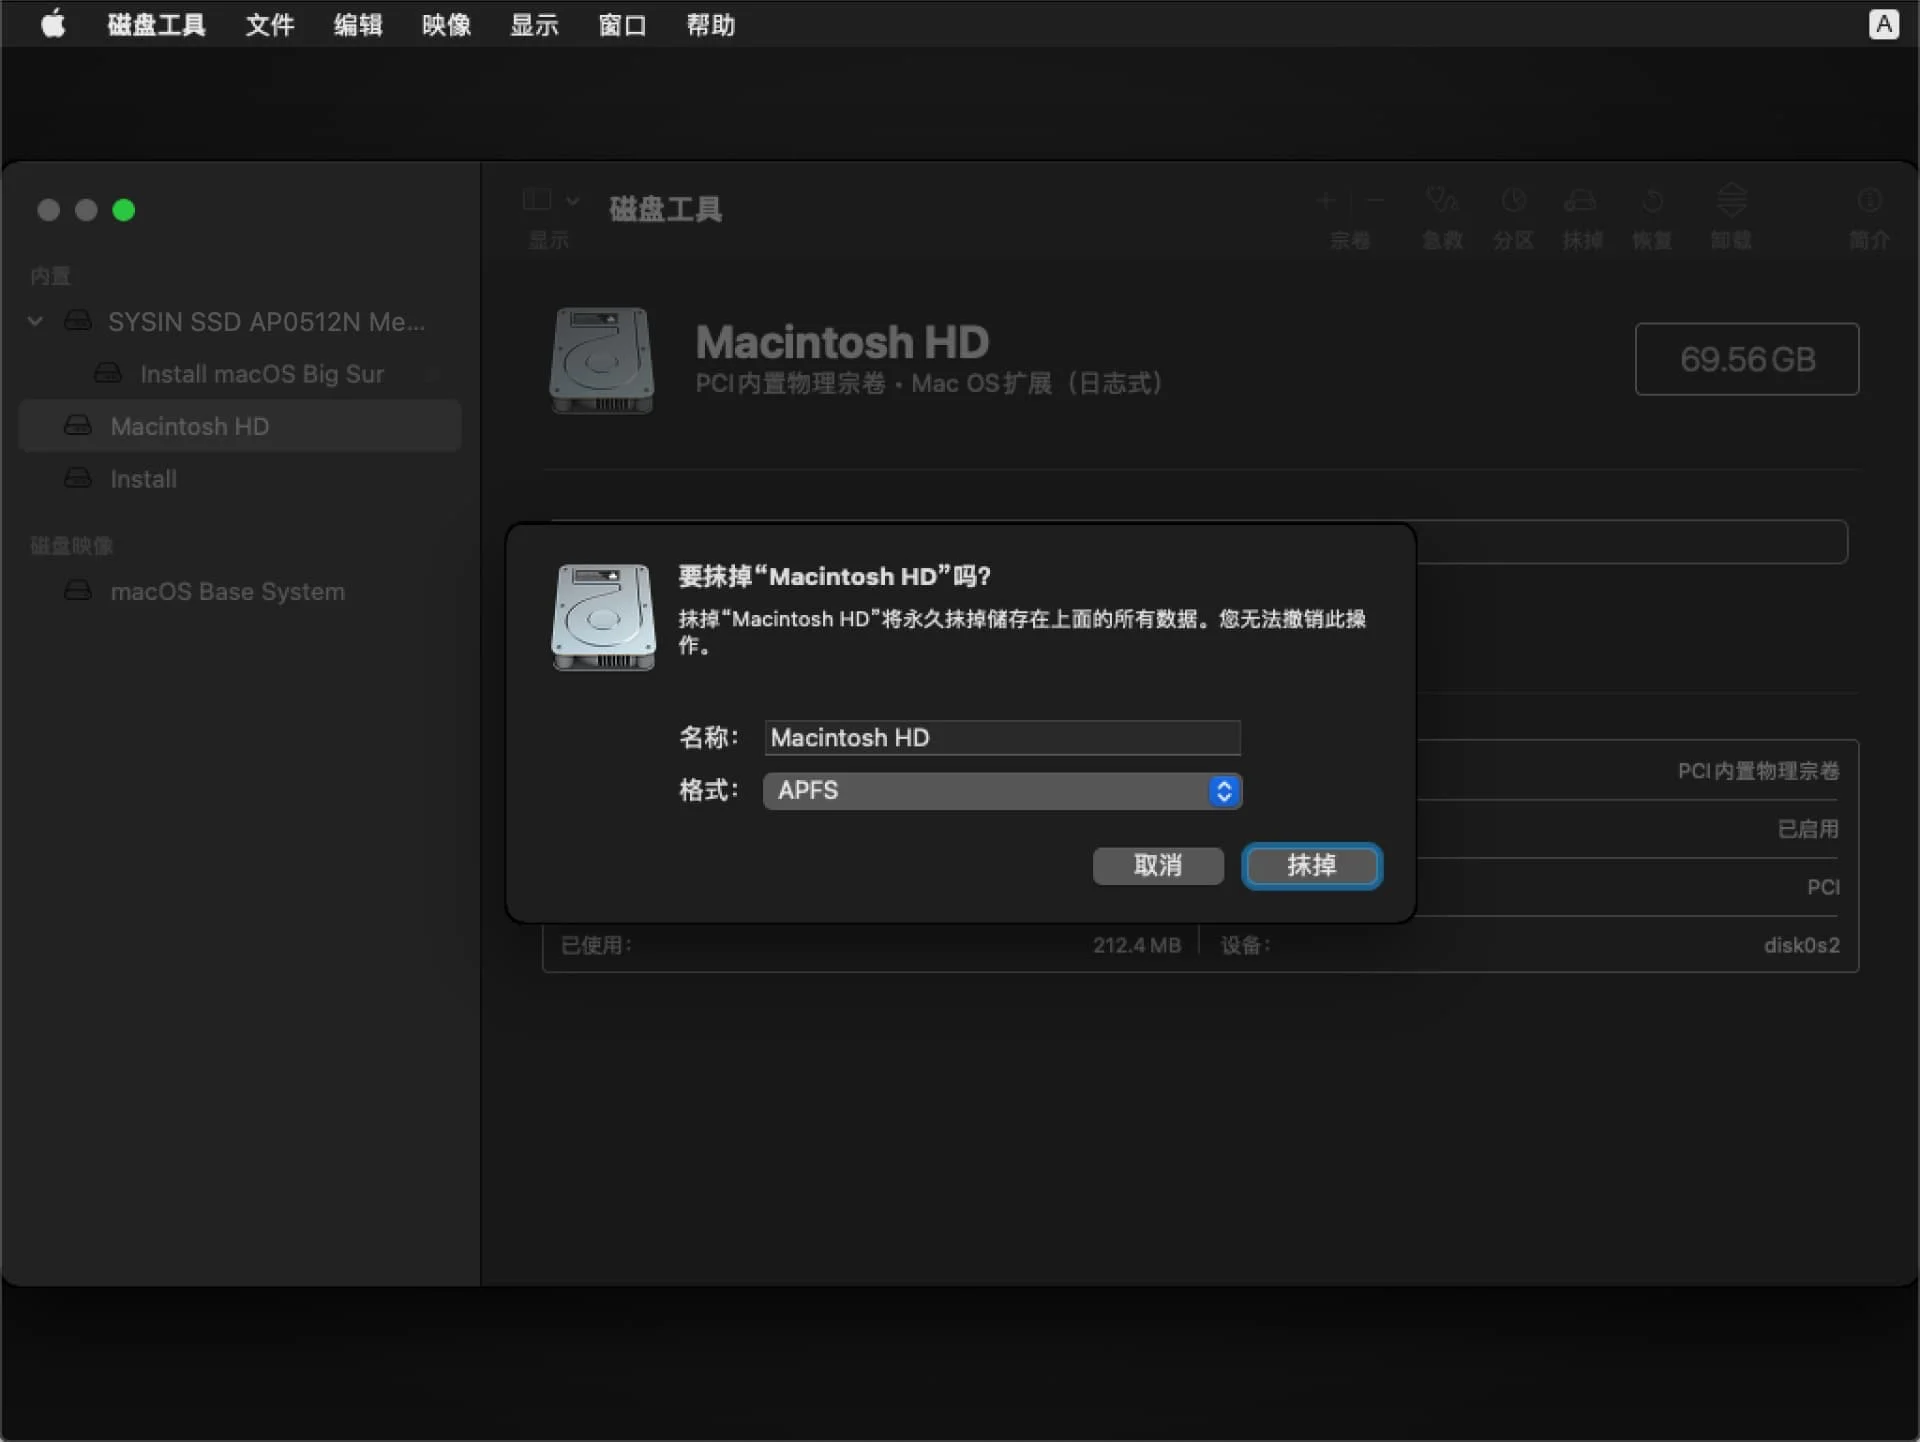 磁盘工具 文件 编辑 映像 显示 窗口 帮助 A
磁盘工具
显示 宗卷 急救 分区 抹掉 恢复 卸载 简介
内置
SYSIN SSD AP0512N Me...
Install macOS Big Sur
Macintosh HD
Install
磁盘映像
macOS Base System
Macintosh HD
PCI内置物理宗卷 • Mac OS扩展（日志式）
69.56 GB
要抹掉“Macintosh HD”吗?
抹掉“Macintosh HD”将永久抹掉储存在上面的所有数据。您无法撤销此操
作。
名称： Macintosh HD
格式： APFS
取消 抹掉
PCI内置物理宗卷
已启用
PCI
已使用： 212.4 MB 设备： disk0s2